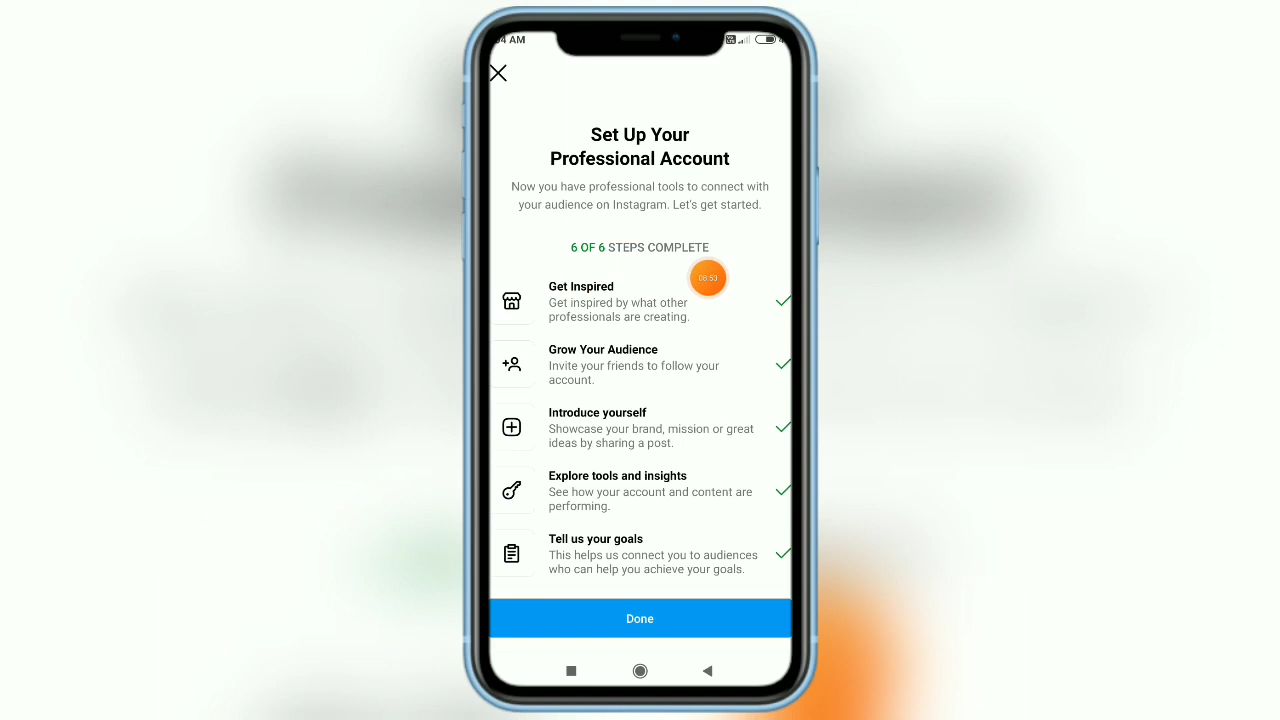 4 AM
Set Up Your
Professional Account
Now you have professional tools to connect with
your audience on Instagram. Let's get started.
6 OF 6 STEPS COMPLETE
08:53
Get Inspired
Get inspired by what other
professionals are creating.
Grow Your Audience
Invite your friends to follow your
account.
Introduce yourself
Showcase your brand, mission or great
ideas by sharing a post.
Explore tools and insights
See how your account and content are
performing.
Tell us your goals
This helps us connect you to audiences
who can help you achieve your goals.
Done